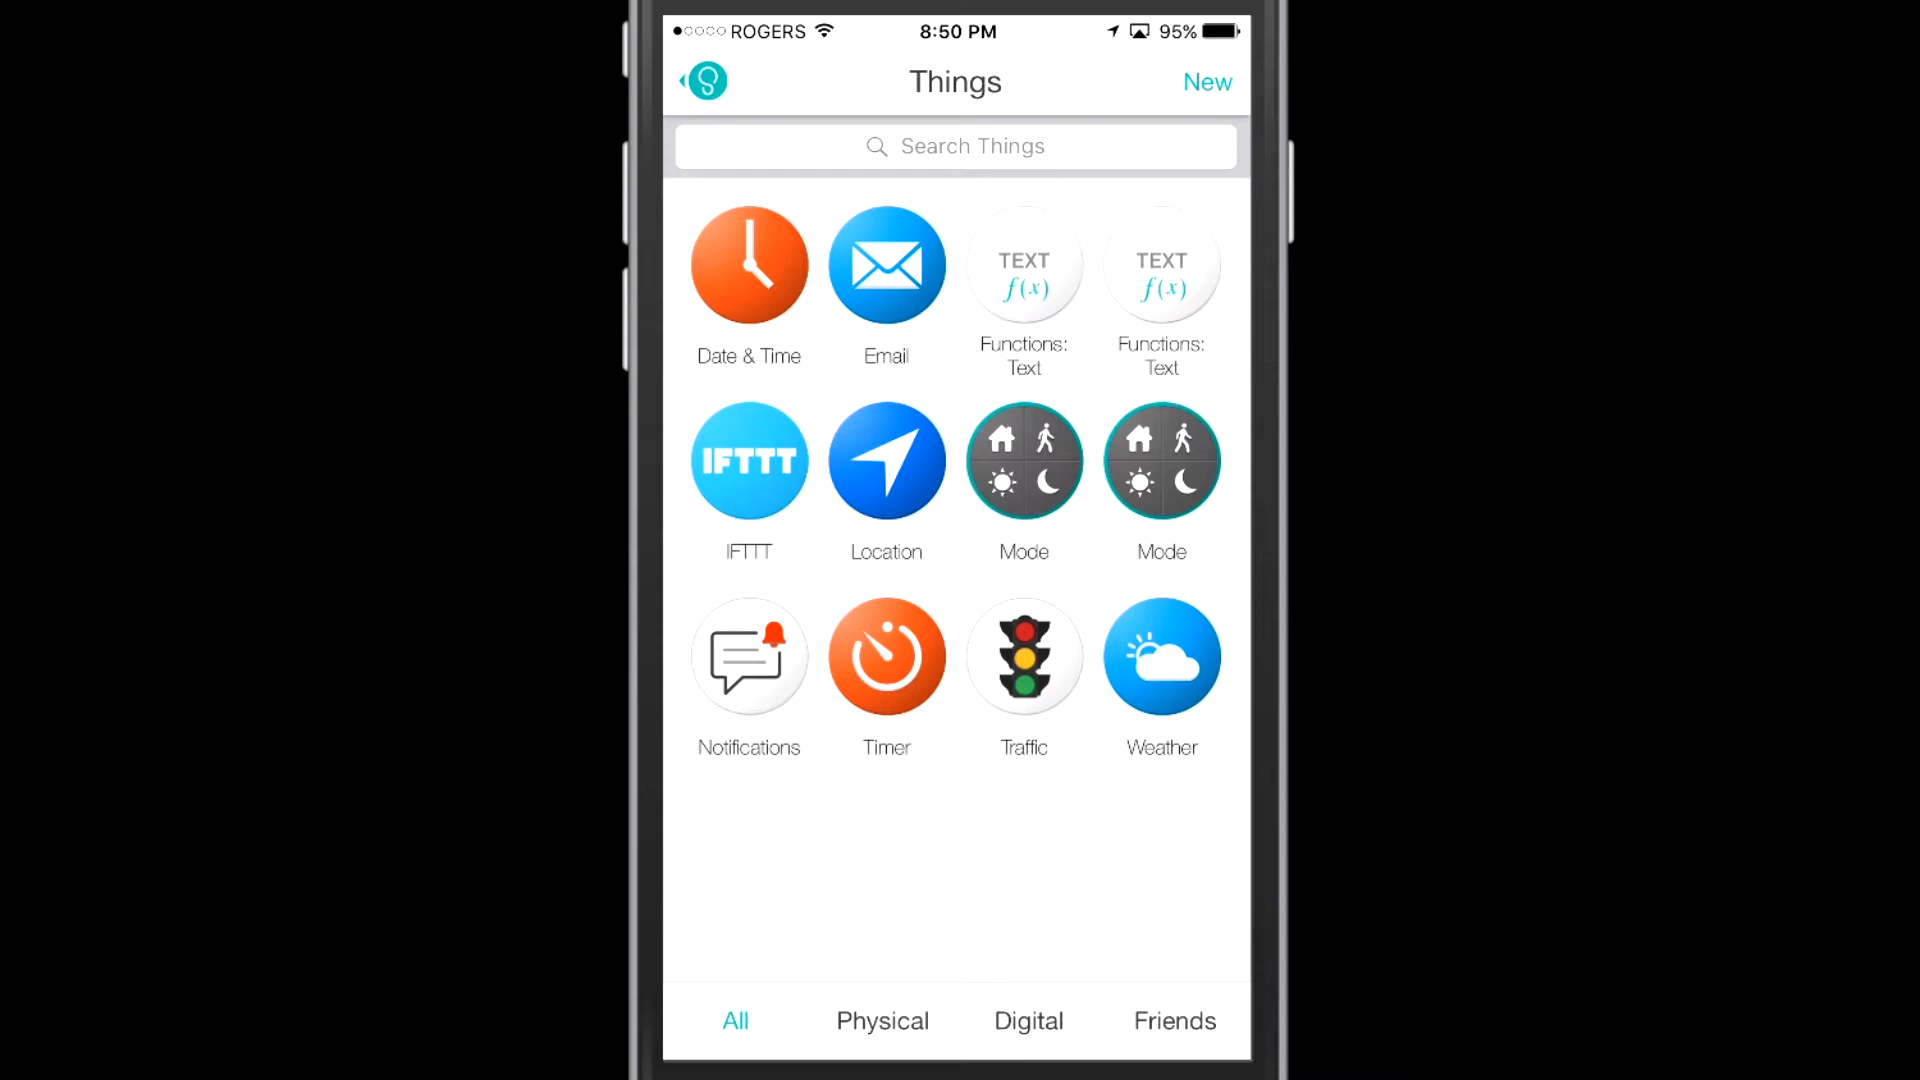 ROGERS 8:50 PM 95%
Things New
Search Things
TEXT TEXT
f(x) f(x)
Date & Time Email Functions: Functions:
Text Text
IFTTT
IFTTT Location Mode Mode
Notifications Timer Traffic Weather
All Physical Digital Friends